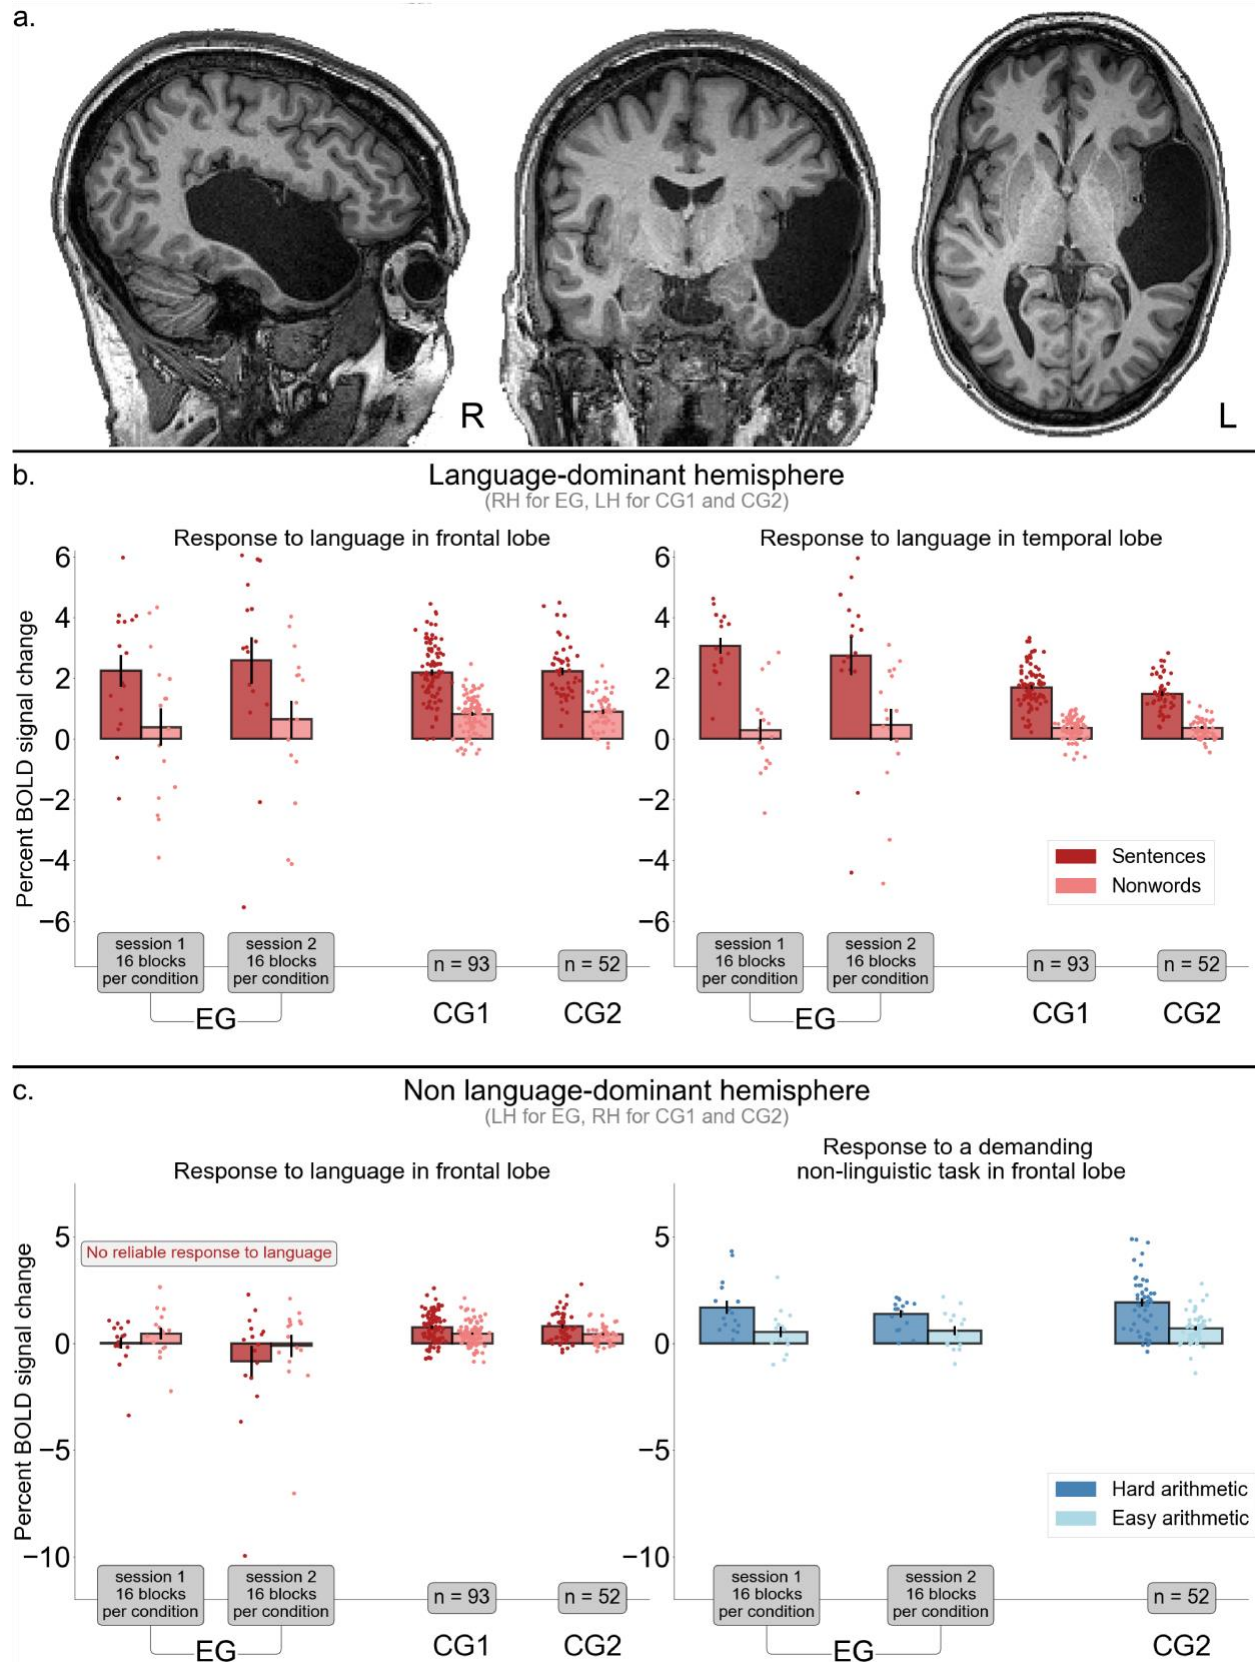 a.
R
L
b.
Language-dominant hemisphere
(RH for EG, LH for CG1 and CG2)
Response to language in frontal lobe
Response to language in temporal lobe
Percent BOLD signal change
6
4
2
0
−2
−4
−6
6
4
2
0
−2
−4
−6
Sentences
Nonwords
session 1
16 blocks
per condition
session 2
16 blocks
per condition
n = 93
n = 52
EG
CG1
CG2
session 1
16 blocks
per condition
session 2
16 blocks
per condition
n = 93
n = 52
EG
CG1
CG2
c.
Non language-dominant hemisphere
(LH for EG, RH for CG1 and CG2)
Response to language in frontal lobe
Response to a demanding
non-linguistic task in frontal lobe
Percent BOLD signal change
5
0
−5
−10
No reliable response to language
5
0
−5
−10
Hard arithmetic
Easy arithmetic
session 1
16 blocks
per condition
session 2
16 blocks
per condition
n = 93
n = 52
EG
CG1
CG2
session 1
16 blocks
per condition
session 2
16 blocks
per condition
n = 52
EG
CG2